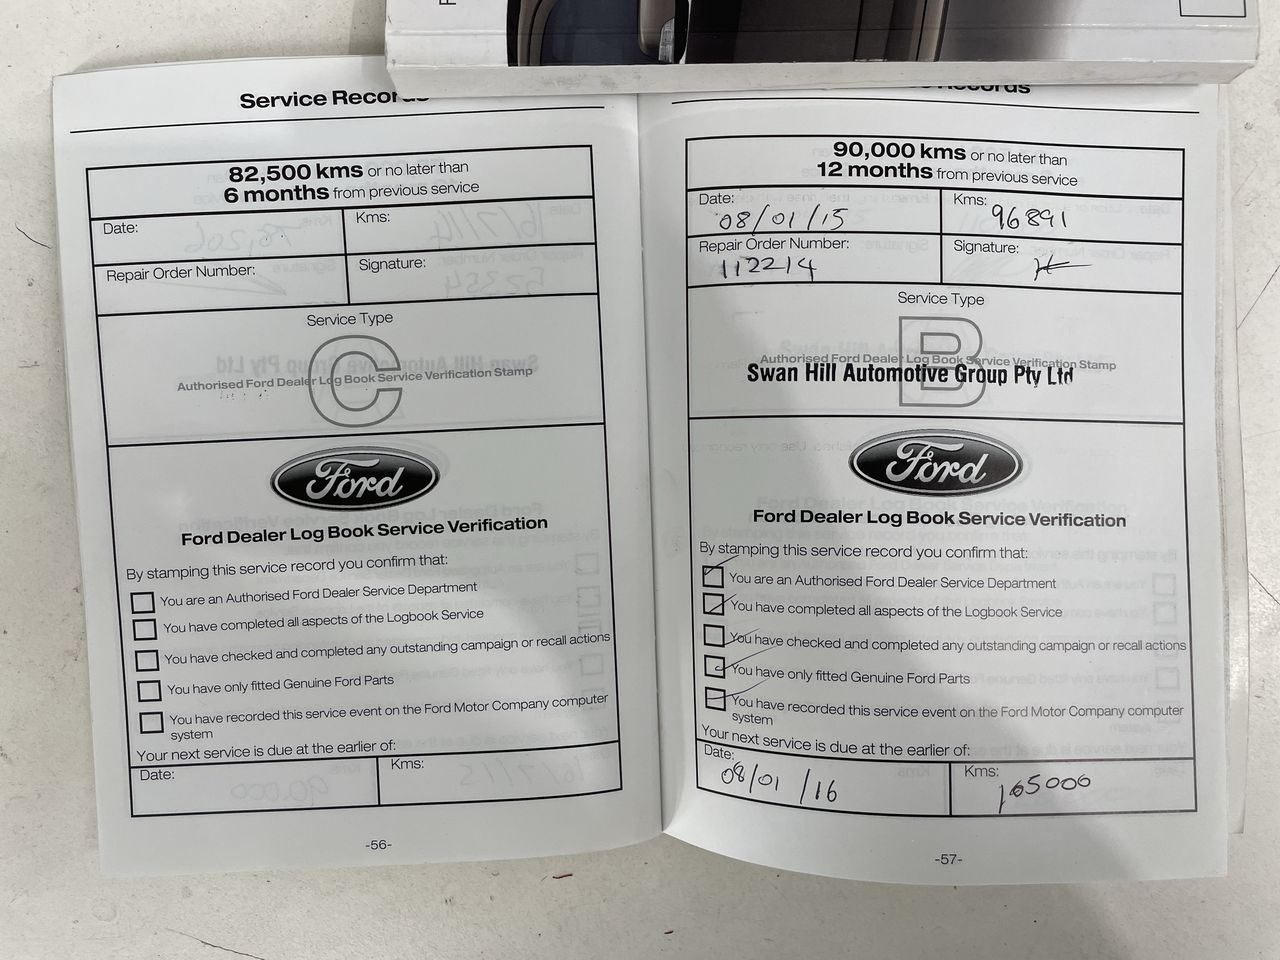 Service Records
82,500 kms or no later than
6 months from previous service
Date:
Kms:
Repair Order Number:
Signature:
Service Type
C
Authorised Ford Dealer Log Book Service Verification Stamp
Ford
Ford Dealer Log Book Service Verification
By stamping this service record you confirm that:
You are an Authorised Ford Dealer Service Department
You have completed all aspects of the Logbook Service
You have checked and completed any outstanding campaign or recall actions
You have only fitted Genuine Ford Parts
You have recorded this service event on the Ford Motor Company computer
system
Your next service is due at the earlier of:
Date:
Kms:
-56-
Records
90,000 kms or no later than
12 months from previous service
Date:
08/01/15
Kms:
96891
Repair Order Number:
112214
Signature:
Service Type
B
Authorised Ford Dealer Log Book Service Verification Stamp
Swan Hill Automotive Group Pty Ltd
Ford
Ford Dealer Log Book Service Verification
By stamping this service record you confirm that:
You are an Authorised Ford Dealer Service Department
You have completed all aspects of the Logbook Service
You have checked and completed any outstanding campaign or recall actions
You have only fitted Genuine Ford Parts
You have recorded this service event on the Ford Motor Company computer
system
Your next service is due at the earlier of:
Date:
08/01/16
Kms:
105000
-57-